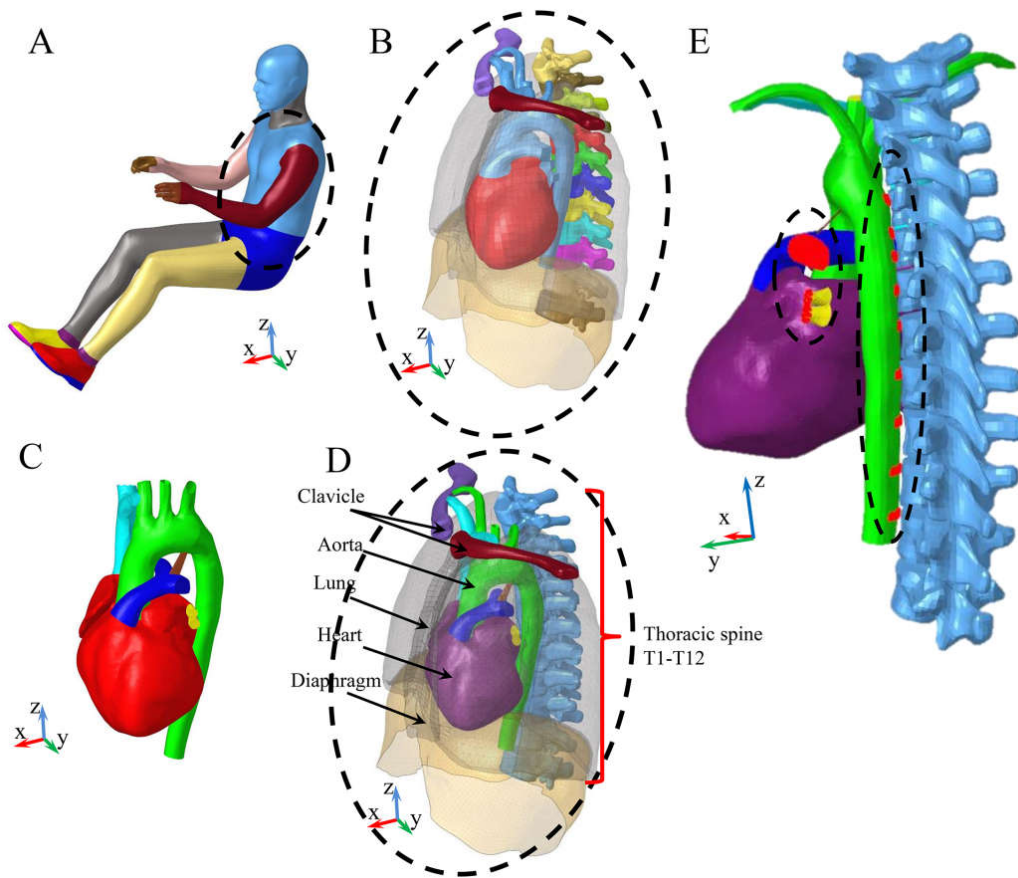 A
z
x
y
B
z
x
y
E
z
x
y
C
z
x
y
D
Clavicle
Aorta
Lung
Heart
Diaphragm
Thoracic spine
T1-T12
z
x
y